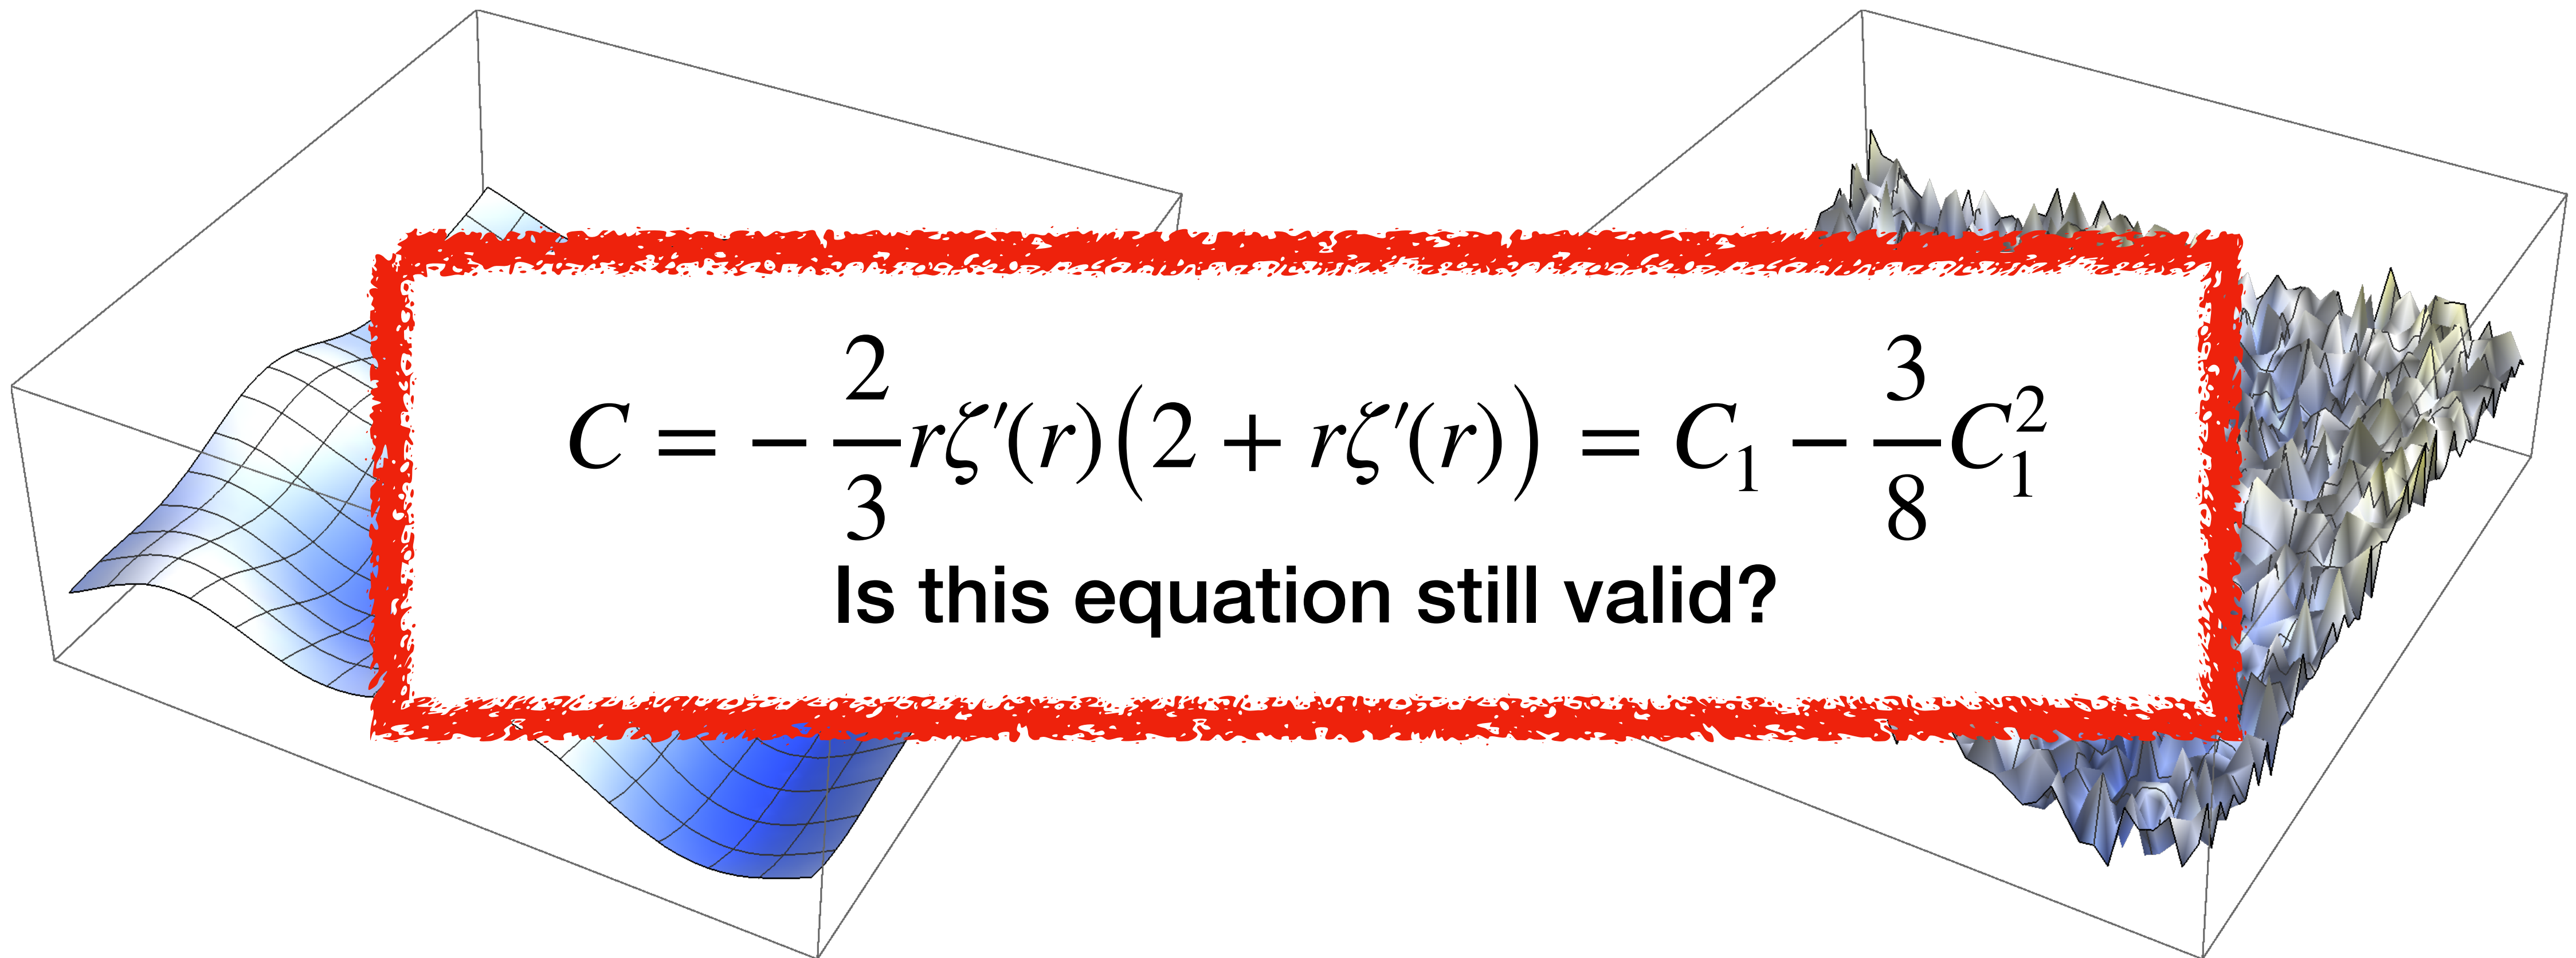 C = − 2/3 rζ′(r)(2 + rζ′(r)) = C₁ − 3/8 C₁²
Is this equation still valid?